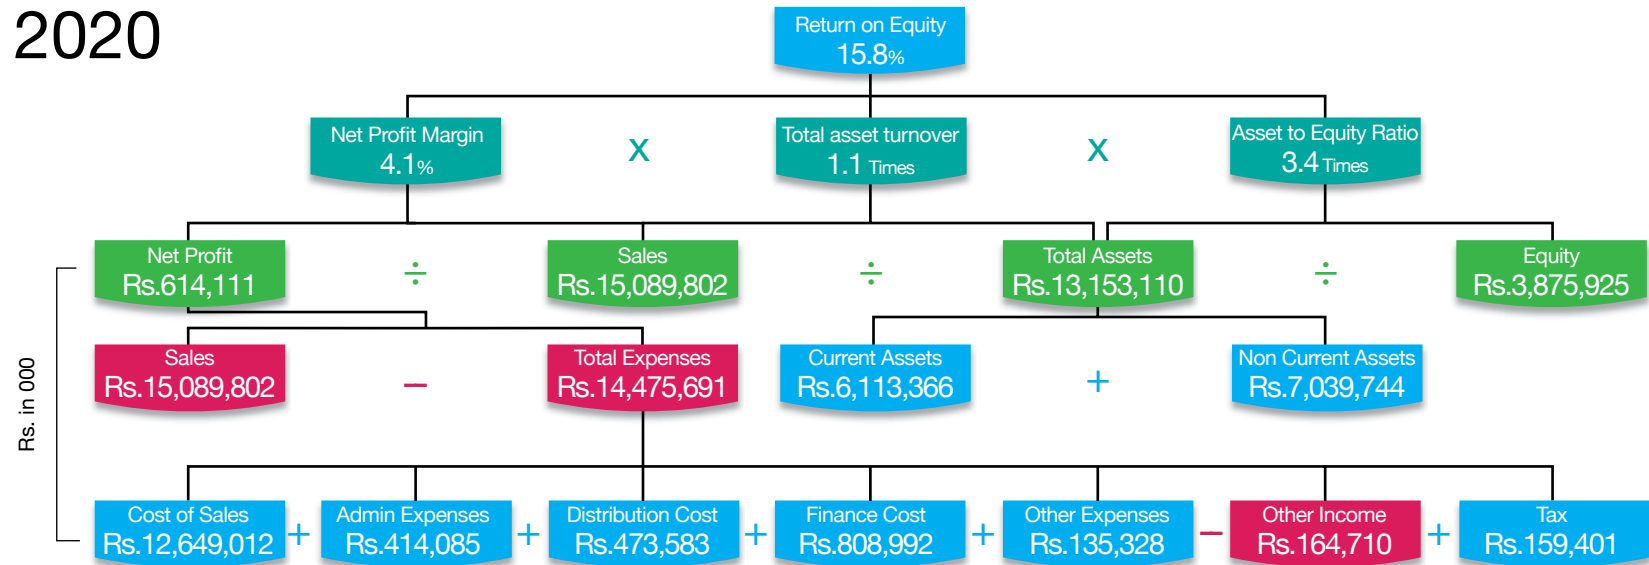 2020
Return on Equity
15.8%
Net Profit Margin
4.1%
x
Total asset turnover
1.1 Times
x
Asset to Equity Ratio
3.4 Times
Net Profit
Rs.614,111
÷
Sales
Rs.15,089,802
÷
Total Assets
Rs.13,153,110
÷
Equity
Rs.3,875,925
Rs. in 000
Sales
Rs.15,089,802
–
Total Expenses
Rs.14,475,691
Current Assets
Rs.6,113,366
+
Non Current Assets
Rs.7,039,744
Cost of Sales
Rs.12,649,012
+
Admin Expenses
Rs.414,085
+
Distribution Cost
Rs.473,583
+
Finance Cost
Rs.808,992
+
Other Expenses
Rs.135,328
–
Other Income
Rs.164,710
+
Tax
Rs.159,401